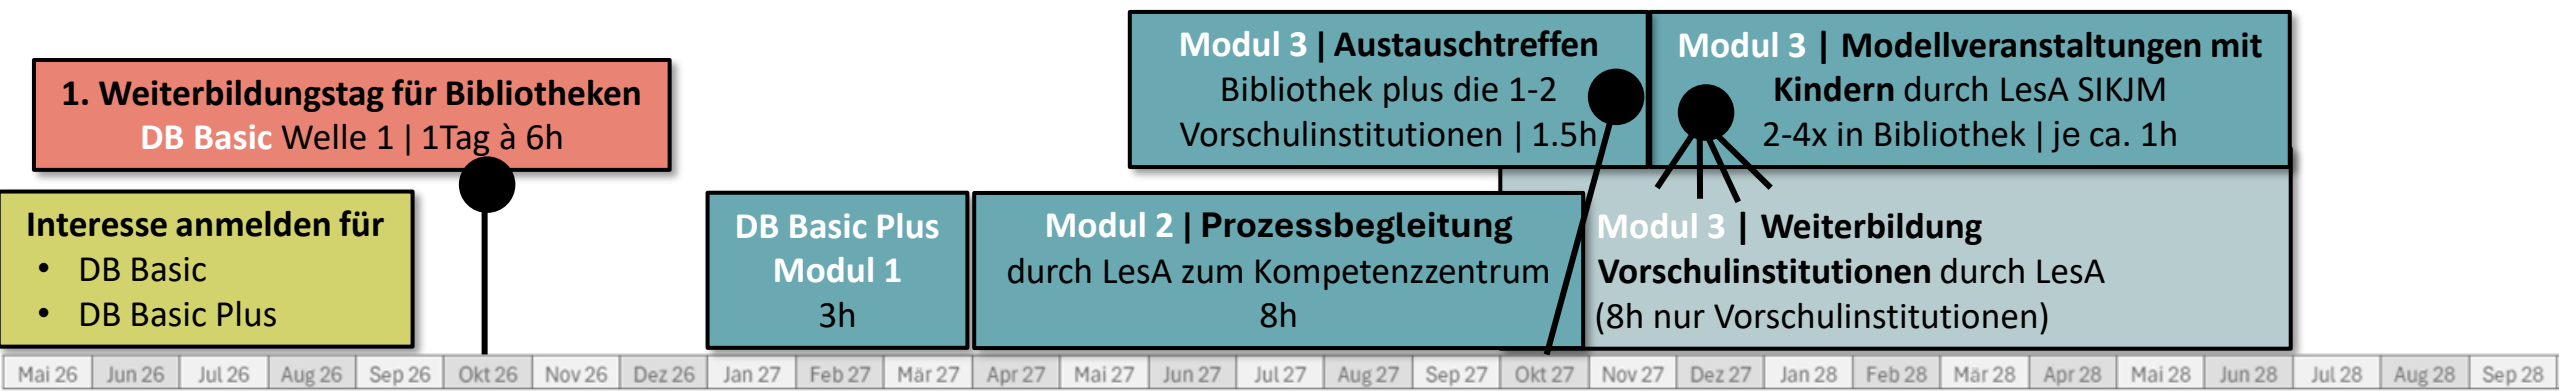 1. Weiterbildungstag für Bibliotheken
DB Basic Welle 1 | 1Tag à 6h
Interesse anmelden für
• DB Basic
• DB Basic Plus
DB Basic Plus
Modul 1
3h
Modul 2 | Prozessbegleitung
durch LesA zum Kompetenzzentrum
8h
Modul 3 | Austauschtreffen
Bibliothek plus die 1-2
Vorschulinstitutionen | 1.5h
Modul 3 | Modellveranstaltungen mit
Kindern durch LesA SIKJM
2-4x in Bibliothek | je ca. 1h
Modul 3 | Weiterbildung
Vorschulinstitutionen durch LesA
(8h nur Vorschulinstitutionen)
Mai 26 Jun 26 Jul 26 Aug 26 Sep 26 Okt 26 Nov 26 Dez 26 Jan 27 Feb 27 Mär 27 Apr 27 Mai 27 Jun 27 Jul 27 Aug 27 Sep 27 Okt 27 Nov 27 Dez 27 Jan 28 Feb 28 Mär 28 Apr 28 Mai 28 Jun 28 Jul 28 Aug 28 Sep 28